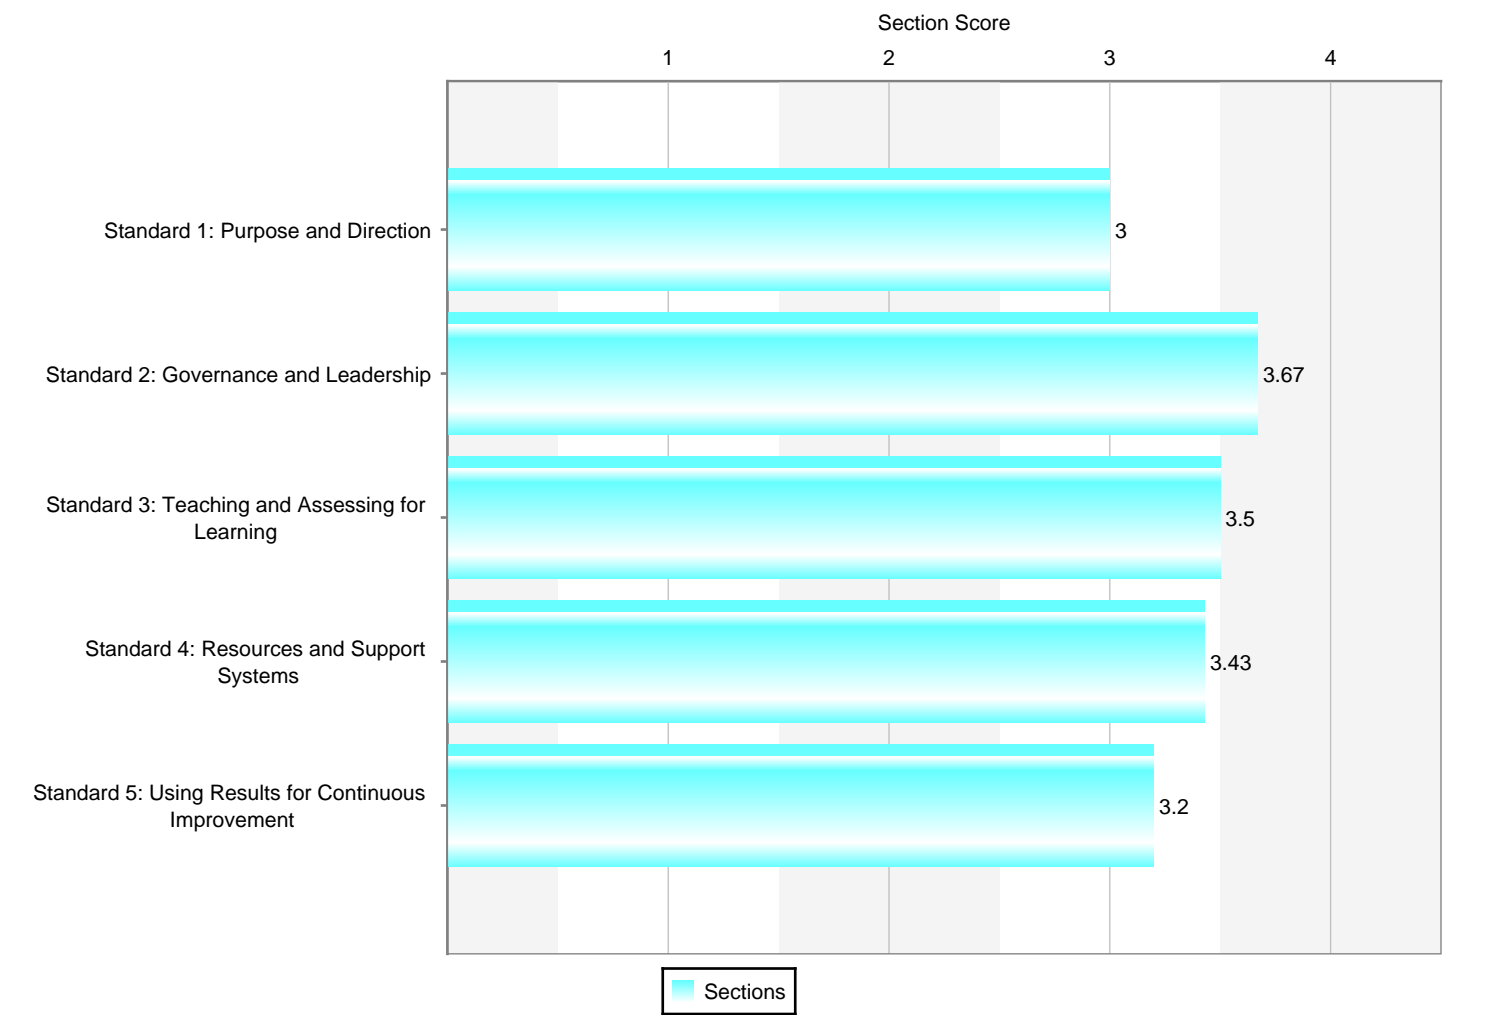 Section Score
1 2 3 4
Standard 1: Purpose and Direction
3
Standard 2: Governance and Leadership
3.67
Standard 3: Teaching and Assessing for
Learning
3.5
Standard 4: Resources and Support
Systems
3.43
Standard 5: Using Results for Continuous
Improvement
3.2
Sections